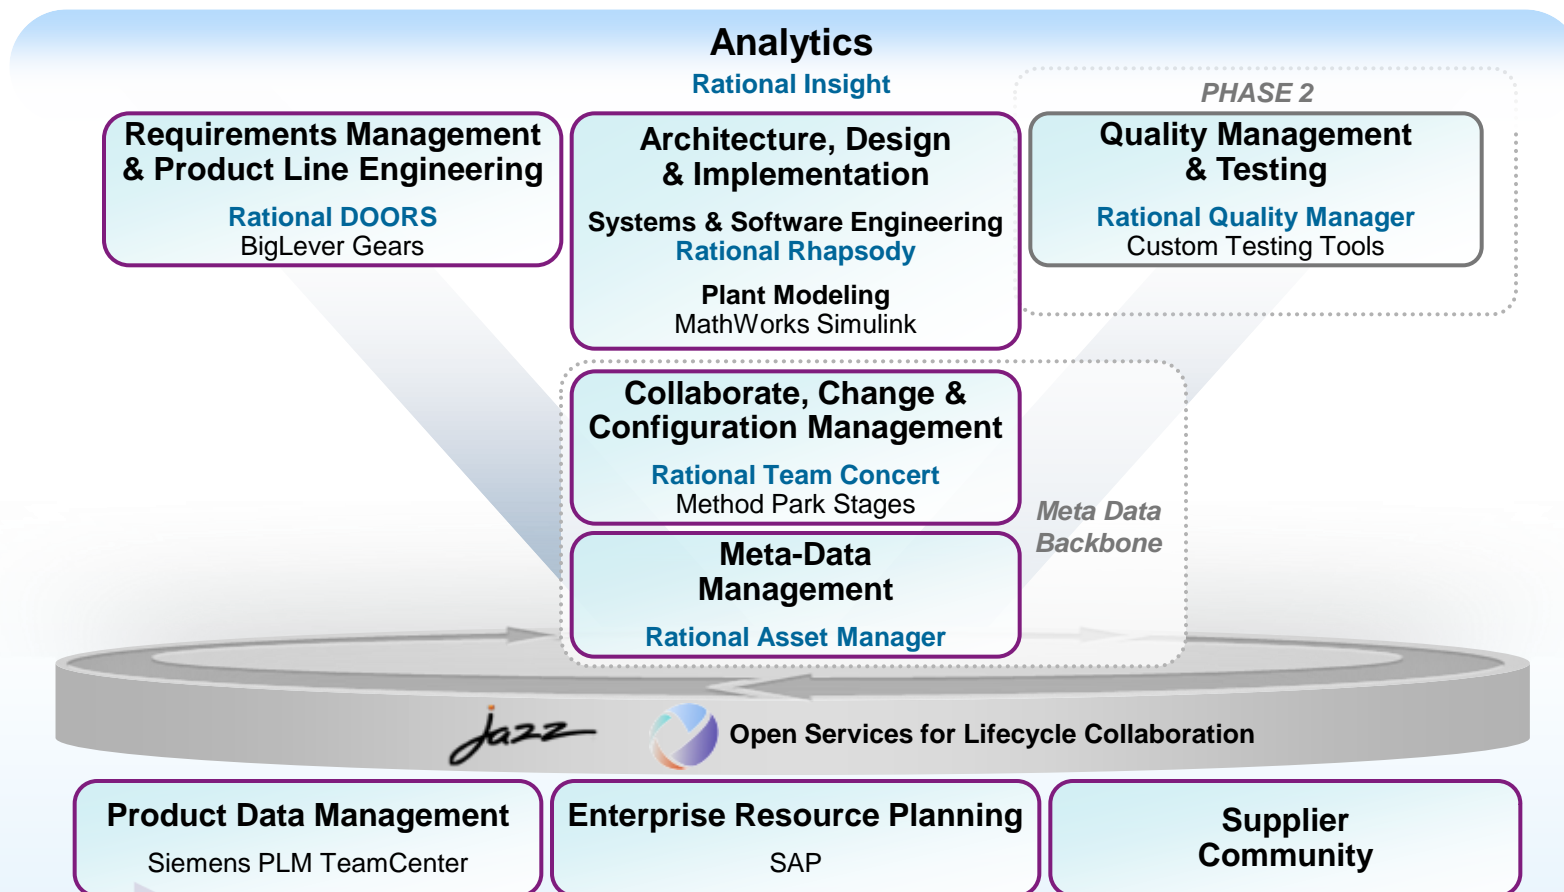 Analytics
Rational Insight
PHASE 2
Requirements Management
& Product Line Engineering
Rational DOORS
BigLever Gears
Architecture, Design
& Implementation
Systems & Software Engineering
Rational Rhapsody
Plant Modeling
MathWorks Simulink
Quality Management
& Testing
Rational Quality Manager
Custom Testing Tools
Collaborate, Change &
Configuration Management
Rational Team Concert
Method Park Stages
Meta Data
Backbone
Meta-Data
Management
Rational Asset Manager
jazz
Open Services for Lifecycle Collaboration
Product Data Management
Siemens PLM TeamCenter
Enterprise Resource Planning
SAP
Supplier
Community